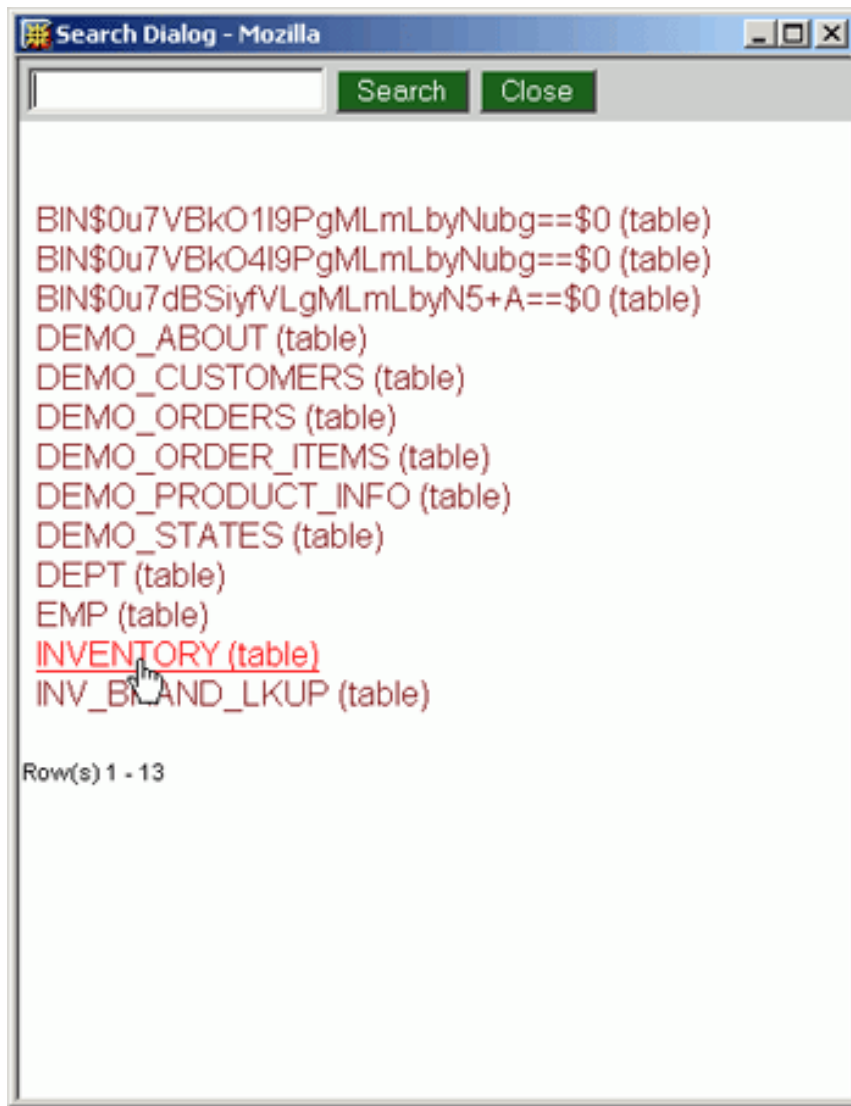 Search Dialog - Mozilla
Search Close
BIN$0u7VBkO1I9PgMLmLbyNubg==$0 (table)
BIN$0u7VBkO4I9PgMLmLbyNubg==$0 (table)
BIN$0u7dBSiyfVLgMLmLbyN5+A==$0 (table)
DEMO_ABOUT (table)
DEMO_CUSTOMERS (table)
DEMO_ORDERS (table)
DEMO_ORDER_ITEMS (table)
DEMO_PRODUCT_INFO (table)
DEMO_STATES (table)
DEPT (table)
EMP (table)
INVENTORY (table)
INV_BRAND_LKUP (table)
Row(s) 1 - 13